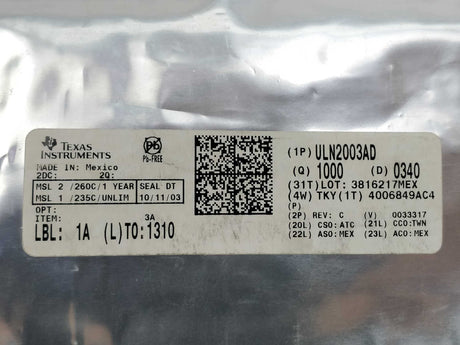 TEXAS
INSTRUMENTS
Pb
Pb-FREE
MADE IN: Mexico
2DC: 2Q:
MSL 2 /260C/1 YEAR SEAL DT
MSL 1 /235C/UNLIM 10/11/03
OPT:
ITEM: 3A
LBL: 1A (L)TO:1310
(1P) ULN2003AD
(Q) 1000 (D) 0340
(31T)LOT: 3816217MEX
(4W) TKY(1T) 4006849AC4
(P)
(2P) REV: C (V) 0033317
(20L) CSO:ATC (21L) CCO:TWN
(22L) ASO:MEX (23L) ACO:MEX